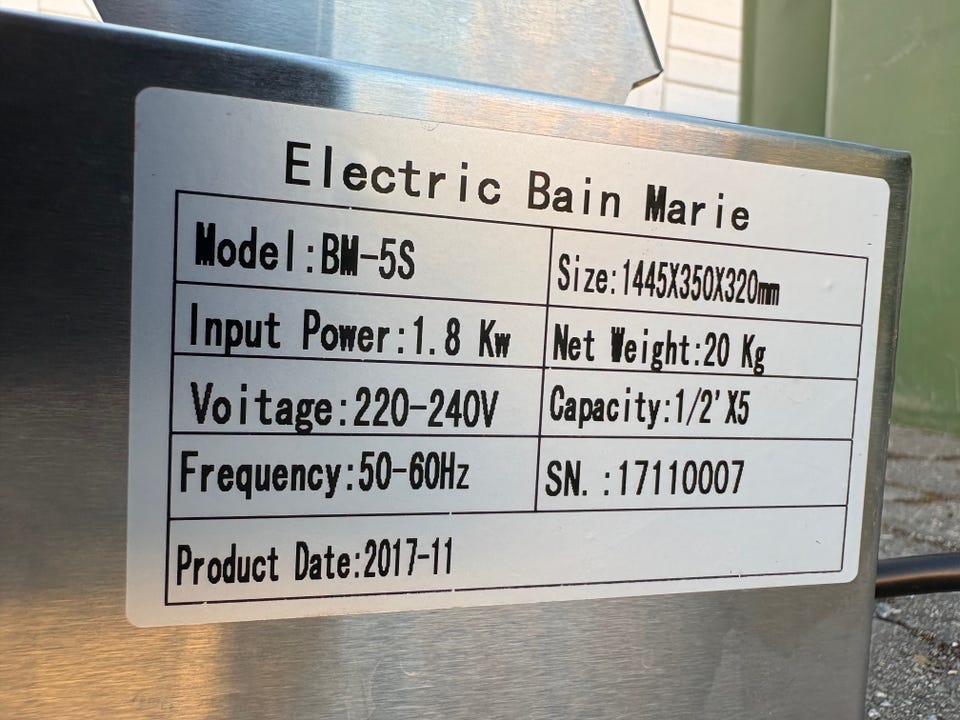 Electric Bain Marie
Model:BM-5S Size:1445X350X320mm
Input Power:1.8 Kw Net Weight:20 Kg
Voitage:220-240V Capacity:1/2'X5
Frequency:50-60Hz SN.:17110007
Product Date:2017-11